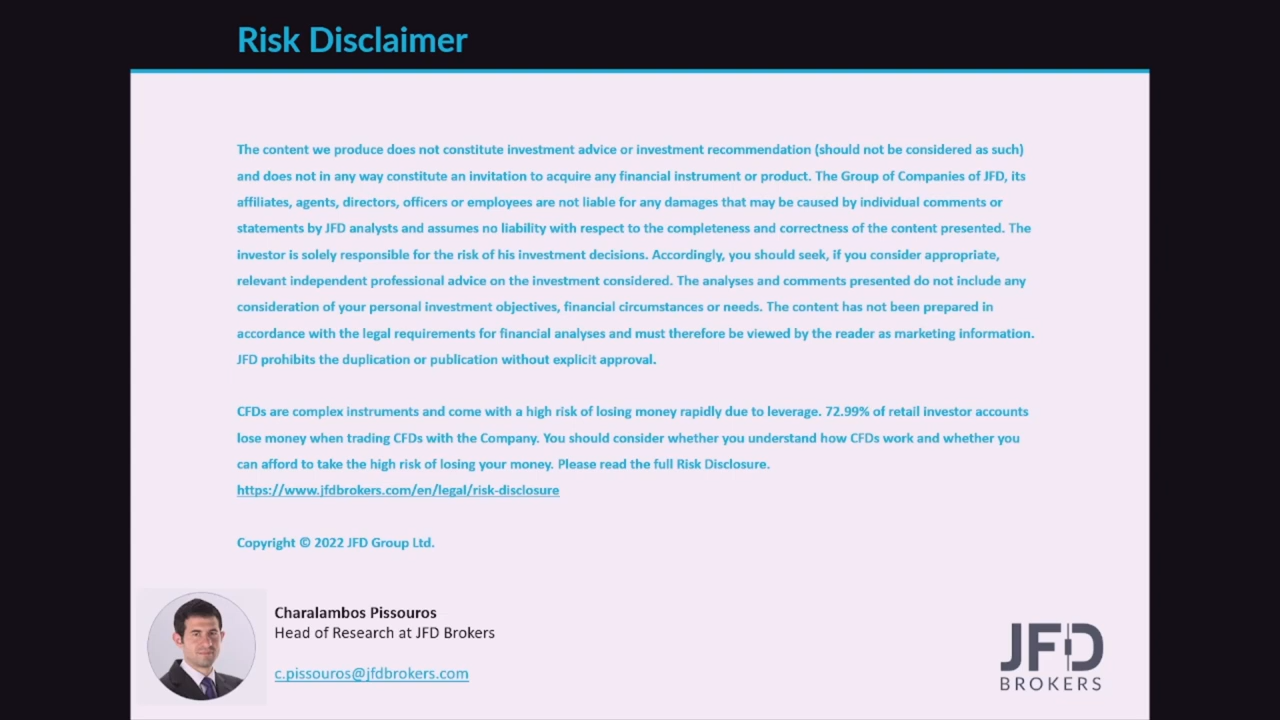 Risk Disclaimer
The content we produce does not constitute investment advice or investment recommendation (should not be considered as such)
and does not in any way constitute an invitation to acquire any financial instrument or product. The Group of Companies of JFD, its
affiliates, agents, directors, officers or employees are not liable for any damages that may be caused by individual comments or
statements by JFD analysts and assumes no liability with respect to the completeness and correctness of the content presented. The
investor is solely responsible for the risk of his investment decisions. Accordingly, you should seek, if you consider appropriate,
relevant independent professional advice on the investment considered. The analyses and comments presented do not include any
consideration of your personal investment objectives, financial circumstances or needs. The content has not been prepared in
accordance with the legal requirements for financial analyses and must therefore be viewed by the reader as marketing information.
JFD prohibits the duplication or publication without explicit approval.
CFDs are complex instruments and come with a high risk of losing money rapidly due to leverage. 72.99% of retail investor accounts
lose money when trading CFDs with the Company. You should consider whether you understand how CFDs work and whether you
can afford to take the high risk of losing your money. Please read the full Risk Disclosure.
https://www.jfdbrokers.com/en/legal/risk-disclosure
Copyright © 2022 JFD Group Ltd.
Charalambos Pissouros
Head of Research at JFD Brokers
c.pissouros@jfdbrokers.com
JFD
BROKERS